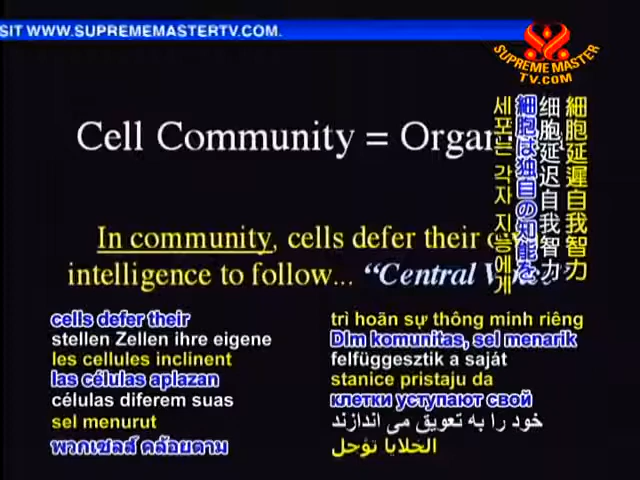 SIT WWW.SUPREMEMASTERTV.COM.
SUPREME MASTER
TV.COM
Cell Community =
In community, cells defer their
intelligence to follow... “Central
細胞延遲自我智力
细胞延迟自我智力
細胞は独自の知能を
세포는 각자 지능에게
cells defer their
stellen Zellen ihre eigene
les cellules inclinent
las células aplazan
células diferem suas
sel menurut
พวกเซลส์ คล้อยตาม
trì hoãn sự thông minh riêng
Dlm komunitas, sel menarik
felfüggesztik a saját
stanice pristaju da
клетки уступают свой
خود را به تعویق می اندازند
الخلايا تؤجل